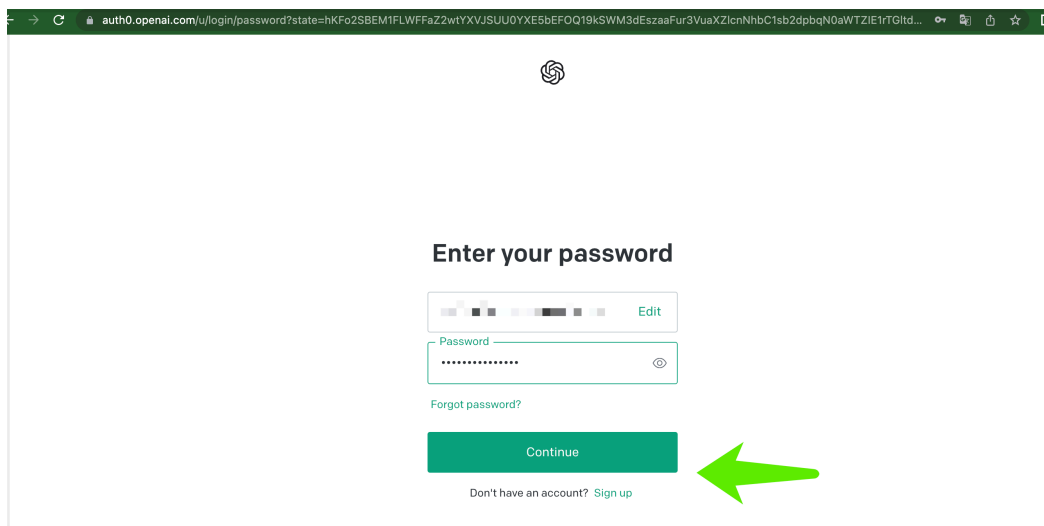 auth0.openai.com/u/login/password?state=hKFo2SBEM1FLWFFaZ2wtYXVJSUU0YXE5bEFOQ19kSWM3dEszaaFur3VuaXZlcnNhbC1sb2dpbqN0aWTZIE1rTGltd...
Enter your password
Edit
Password
Forgot password?
Continue
Don't have an account? Sign up